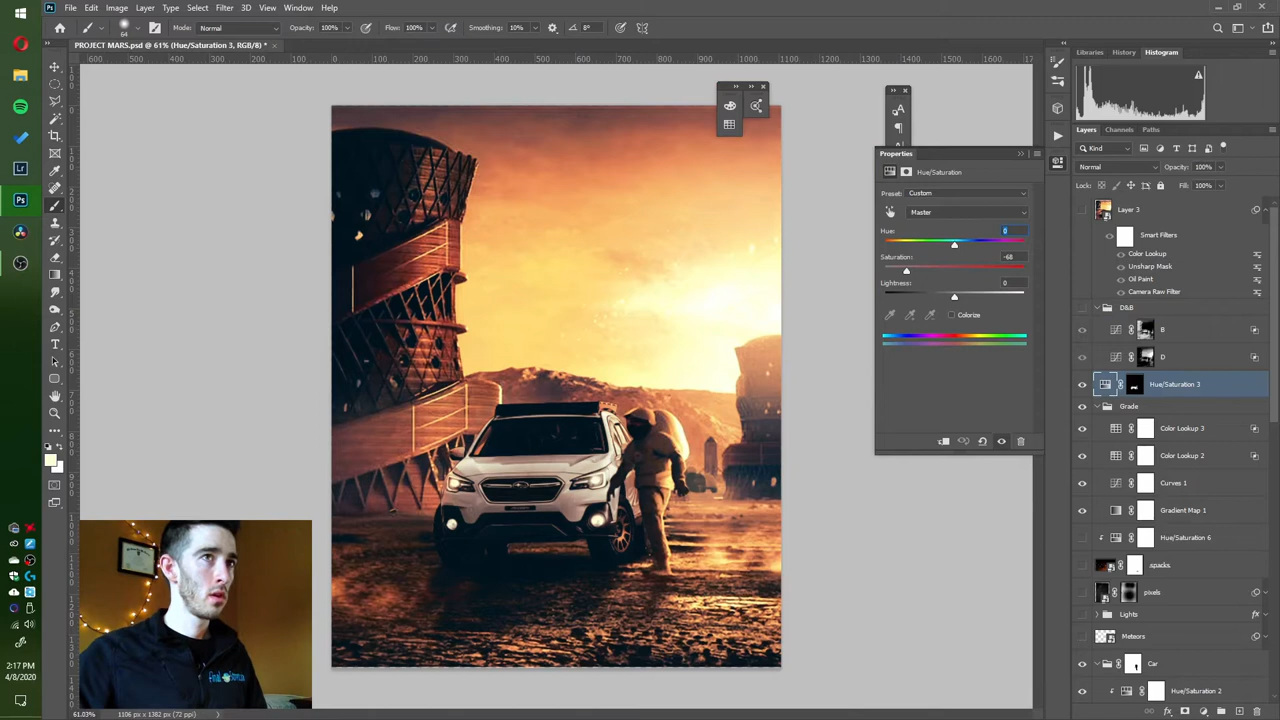 File Edit Image Layer Type Select Filter 3D View Window Help
64 Mode: Normal Opacity: 100% Flow: 100% Smoothing: 10% 8°
PROJECT MARS.psd @ 61% (Hue/Saturation 3, RGB/8) *
Libraries History Histogram
Layers Channels Paths
Kind
Normal Opacity: 100%
Lock: Fill: 100%
Properties
Hue/Saturation
Preset: Custom
Master
Hue: 0
Saturation: -68
Lightness: 0
Colorize
Layer 3
Smart Filters
Color Lookup
Unsharp Mask
Oil Paint
Camera Raw Filter
D&B
B
D
Hue/Saturation 3
Grade
Color Lookup 3
Color Lookup 2
Curves 1
Gradient Map 1
Hue/Saturation 6
.spacks.
pixels
Lights
Meteors
Car
Hue/Saturation 2
2:17 PM
4/8/2020
61.03% 1106 px x 1382 px (72 ppi)